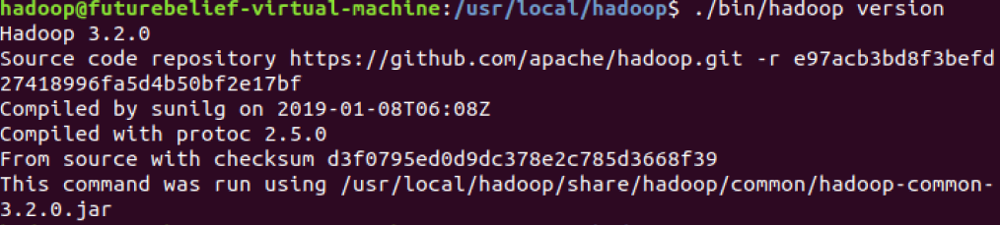 hadoop@futurebelief-virtual-machine:/usr/local/hadoop$ ./bin/hadoop version
Hadoop 3.2.0
Source code repository https://github.com/apache/hadoop.git -r e97acb3bd8f3befd
27418996fa5d4b50bf2e17bf
Compiled by sunilg on 2019-01-08T06:08Z
Compiled with protoc 2.5.0
From source with checksum d3f0795ed0d9dc378e2c785d3668f39
This command was run using /usr/local/hadoop/share/hadoop/common/hadoop-common-
3.2.0.jar